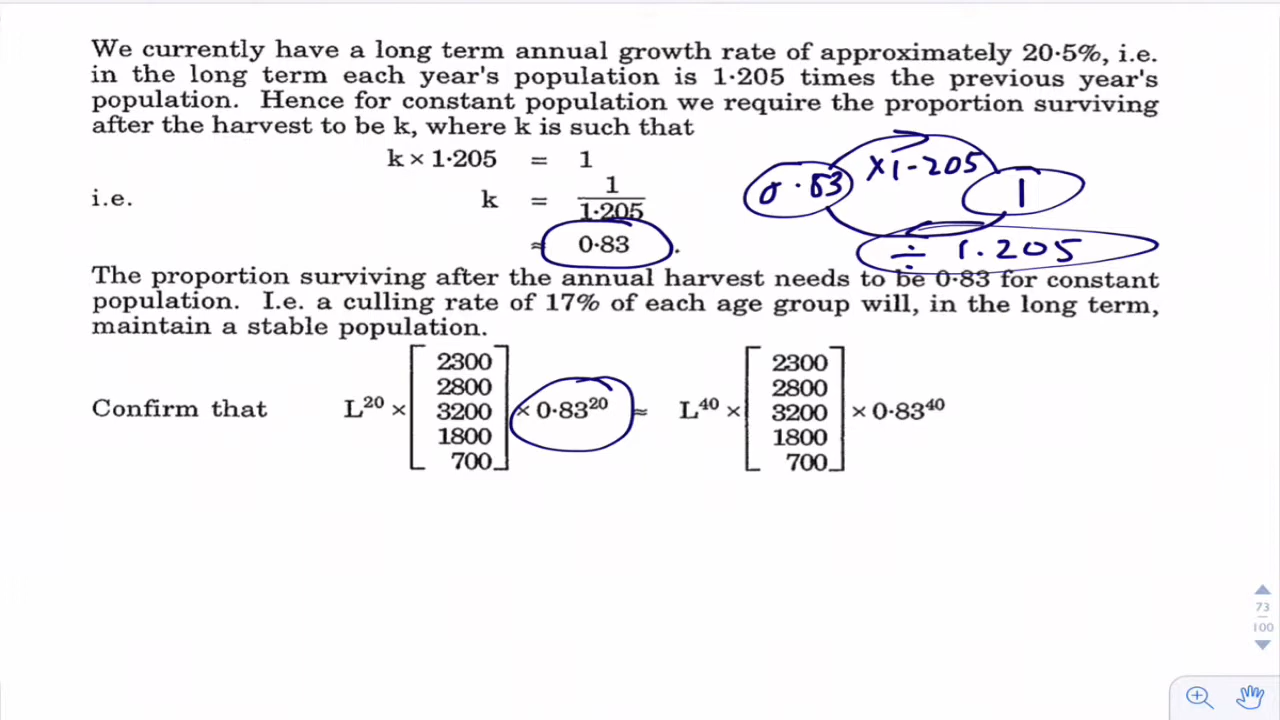 We currently have a long term annual growth rate of approximately 20·5%, i.e.
in the long term each year's population is 1·205 times the previous year's
population. Hence for constant population we require the proportion surviving
after the harvest to be k, where k is such that
k × 1·205 = 1
i.e. k = 1
1·205
≈ 0·83 .
0·83 ×1·205 1
÷ 1.205
The proportion surviving after the annual harvest needs to be 0·83 for constant
population. I.e. a culling rate of 17% of each age group will, in the long term,
maintain a stable population.
Confirm that L²⁰ × [ 2300 2800 3200 1800 700 ] × 0·83²⁰ ≈ L⁴⁰ × [ 2300 2800 3200 1800 700 ] × 0·83⁴⁰
73
100